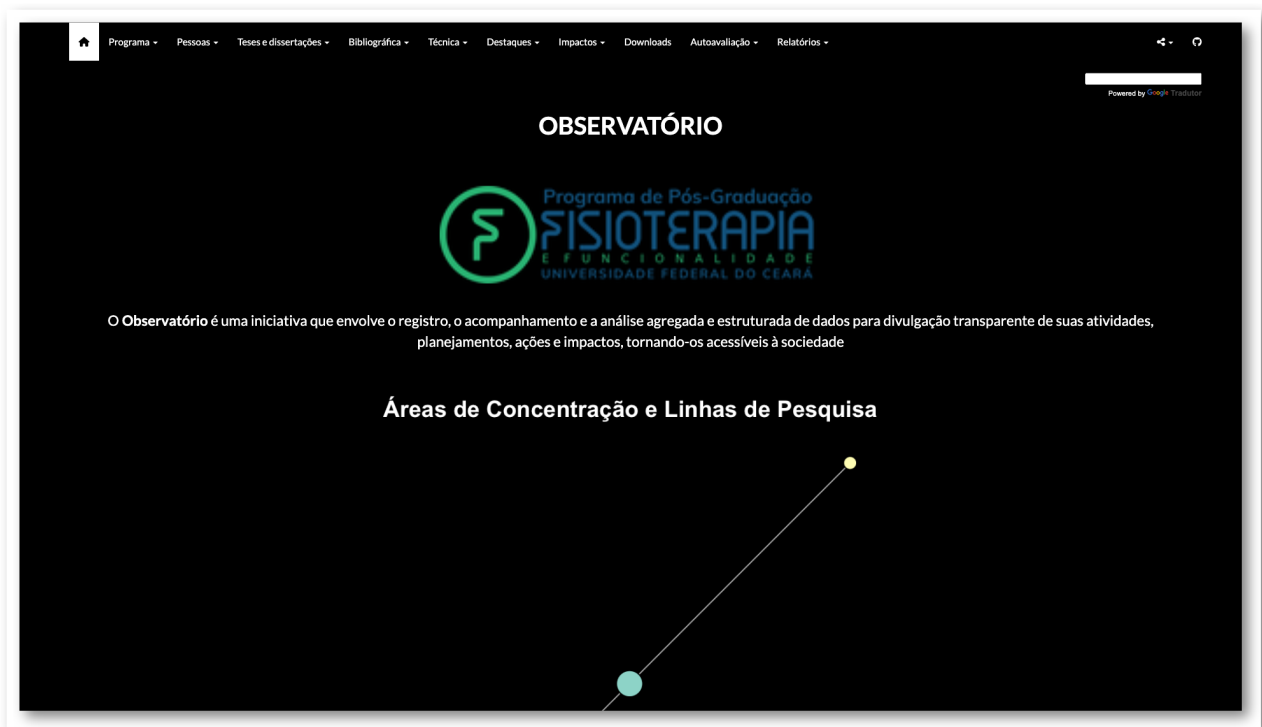 Programa Pessoas Teses e dissertações Bibliográfica Técnica Destaques Impactos Downloads Autoavaliação Relatórios
Powered by Google Tradutor
OBSERVATÓRIO
Programa de Pós-Graduação
FISIOTERAPIA
E FUNCIONALIDADE
UNIVERSIDADE FEDERAL DO CEARÁ
O Observatório é uma iniciativa que envolve o registro, o acompanhamento e a análise agregada e estruturada de dados para divulgação transparente de suas atividades,
planejamentos, ações e impactos, tornando-os acessíveis à sociedade
Áreas de Concentração e Linhas de Pesquisa